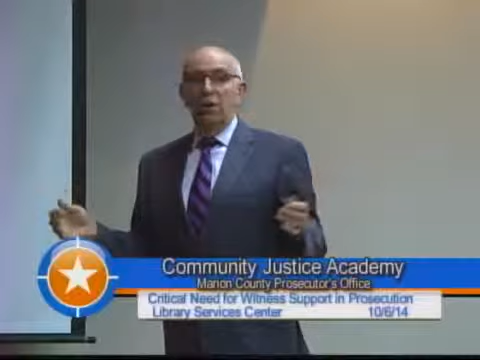 Community Justice Academy
Marion County Prosecutor's Office
Critical Need for Witness Support in Prosecution
Library Services Center 10/6/14